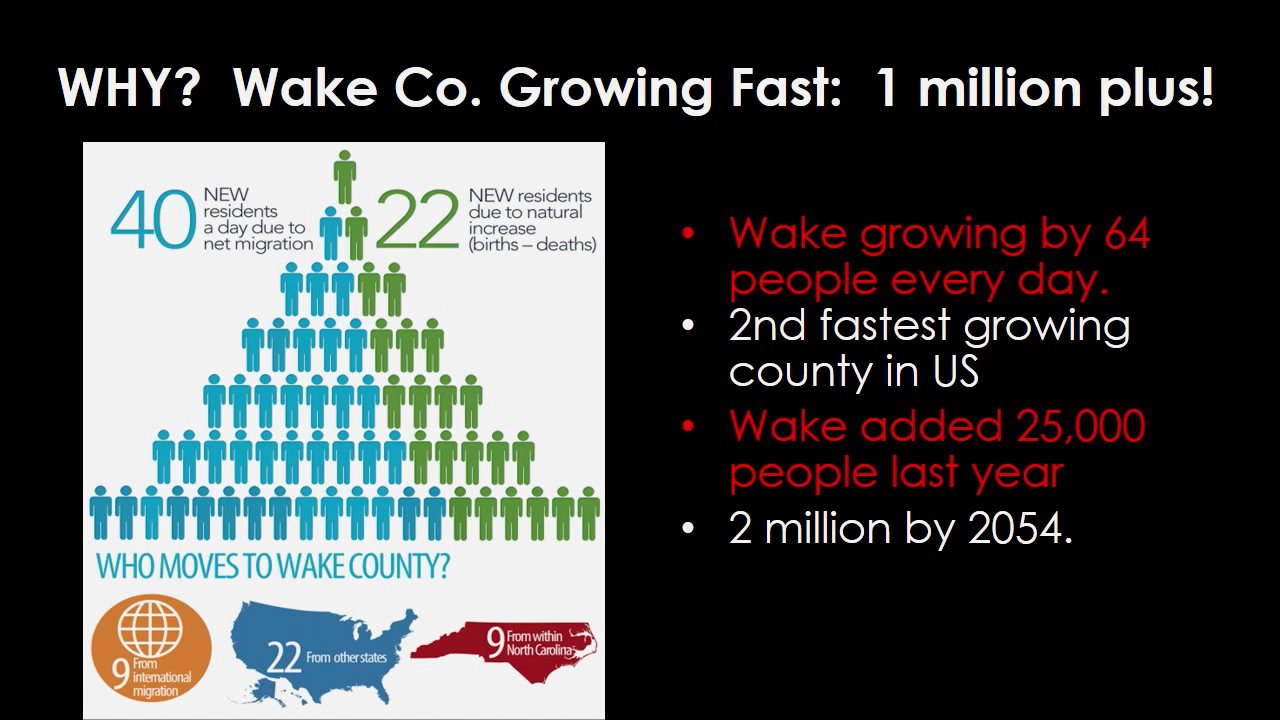 WHY? Wake Co. Growing Fast: 1 million plus!
40 NEW
residents
a day due to
net migration
22 NEW residents
due to natural
increase
(births – deaths)
WHO MOVES TO WAKE COUNTY?
9 From
international
migration
22 From other states
9 From within
North Carolina
• Wake growing by 64
people every day.
• 2nd fastest growing
county in US
• Wake added 25,000
people last year
• 2 million by 2054.